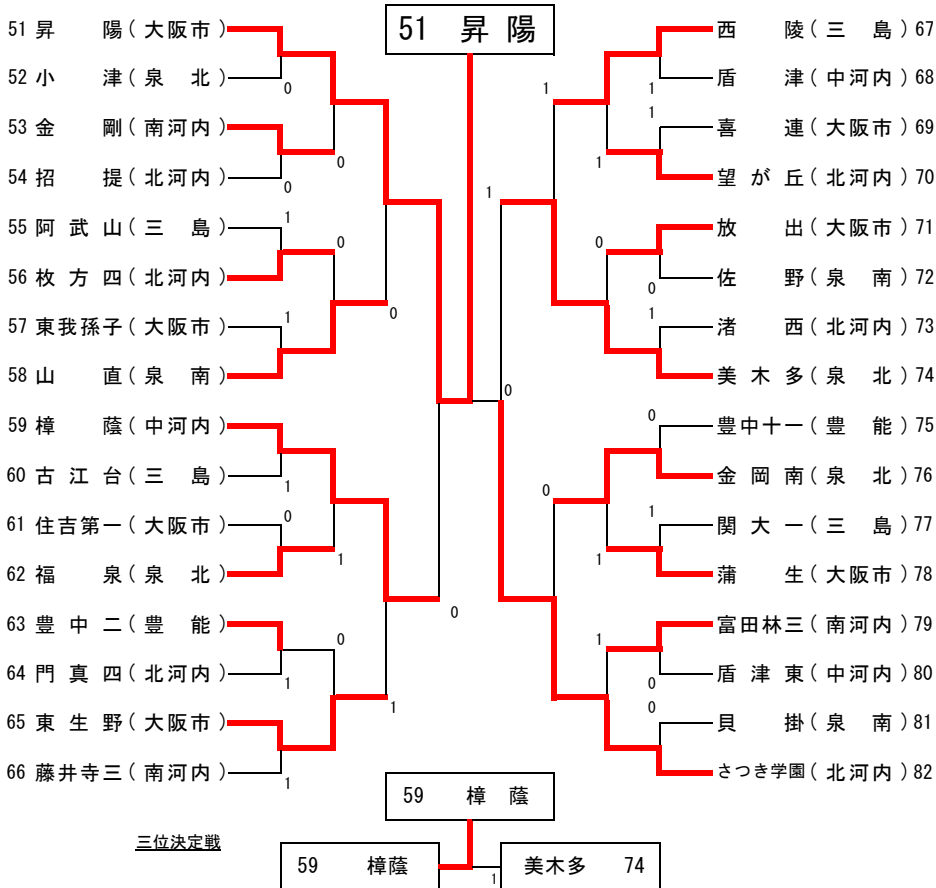 51 昇 陽
51 昇 陽(大阪市)
0
52 小 津(泉 北)
53 金 剛(南河内)
0
0
54 招 提(北河内)
55 阿 武 山(三 島)
1
0
56 枚 方 四(北河内)
0
57 東我孫子(大阪市)
1
58 山 直(泉 南)
59 樟 蔭(中河内)
1
60 古 江 台(三 島)
61 住吉第一(大阪市)
0
1
62 福 泉(泉 北)
0
63 豊 中 二(豊 能)
0
1
64 門 真 四(北河内)
1
65 東 生 野(大阪市)
1
66 藤井寺三(南河内)
西 陵(三 島)67
1
1
盾 津(中河内)68
1
喜 連(大阪市)69
1
望 が 丘(北河内)70
1
放 出(大阪市)71
0
0
佐 野(泉 南)72
1
渚 西(北河内)73
美 木 多(泉 北)74
0
0
豊中十一(豊 能)75
金 岡 南(泉 北)76
0
1
関 大 一(三 島)77
1
蒲 生(大阪市)78
富田林三(南河内)79
1
0
盾 津 東(中河内)80
0
貝 掛(泉 南)81
さつき学園(北河内)82
59 樟 蔭
三位決定戦
59 樟蔭
1
美木多 74